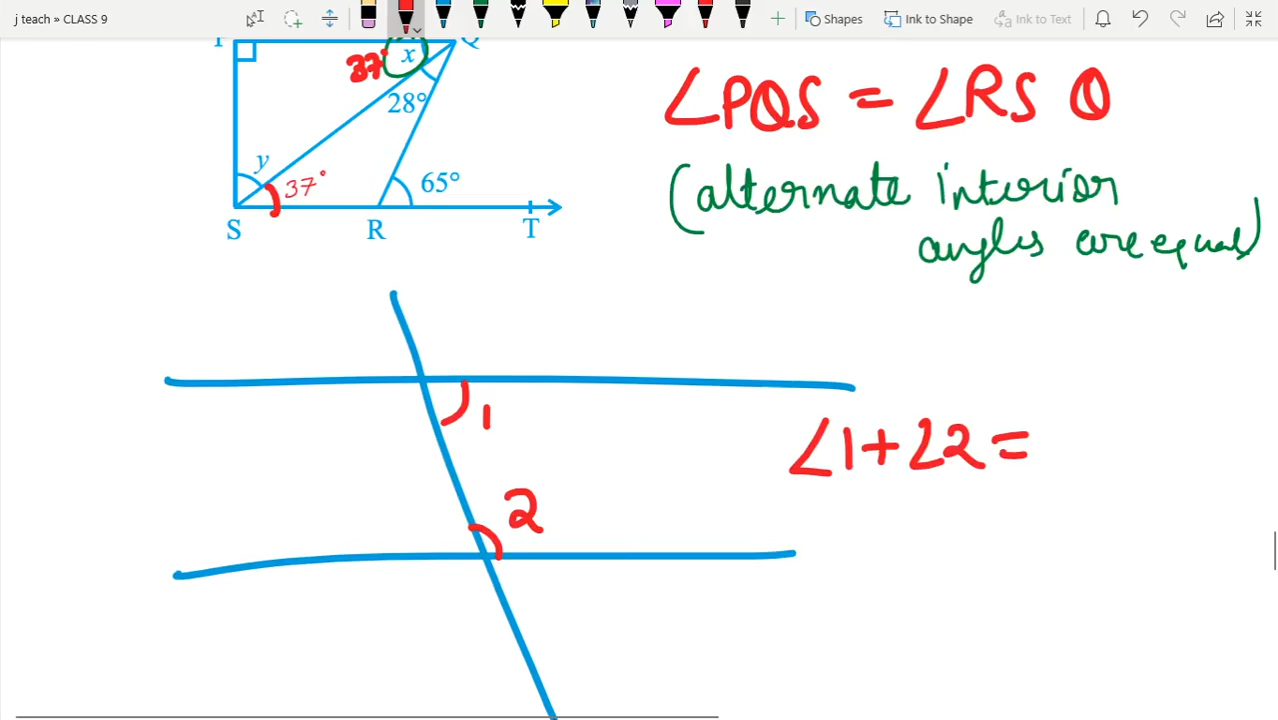 j teach » CLASS 9
Shapes
Ink to Shape
Ink to Text
x
37°
28°
y
37°
65°
S
R
T
∠PQS = ∠RSQ
(alternate interior
angles are equal)
1
2
∠1+∠2=